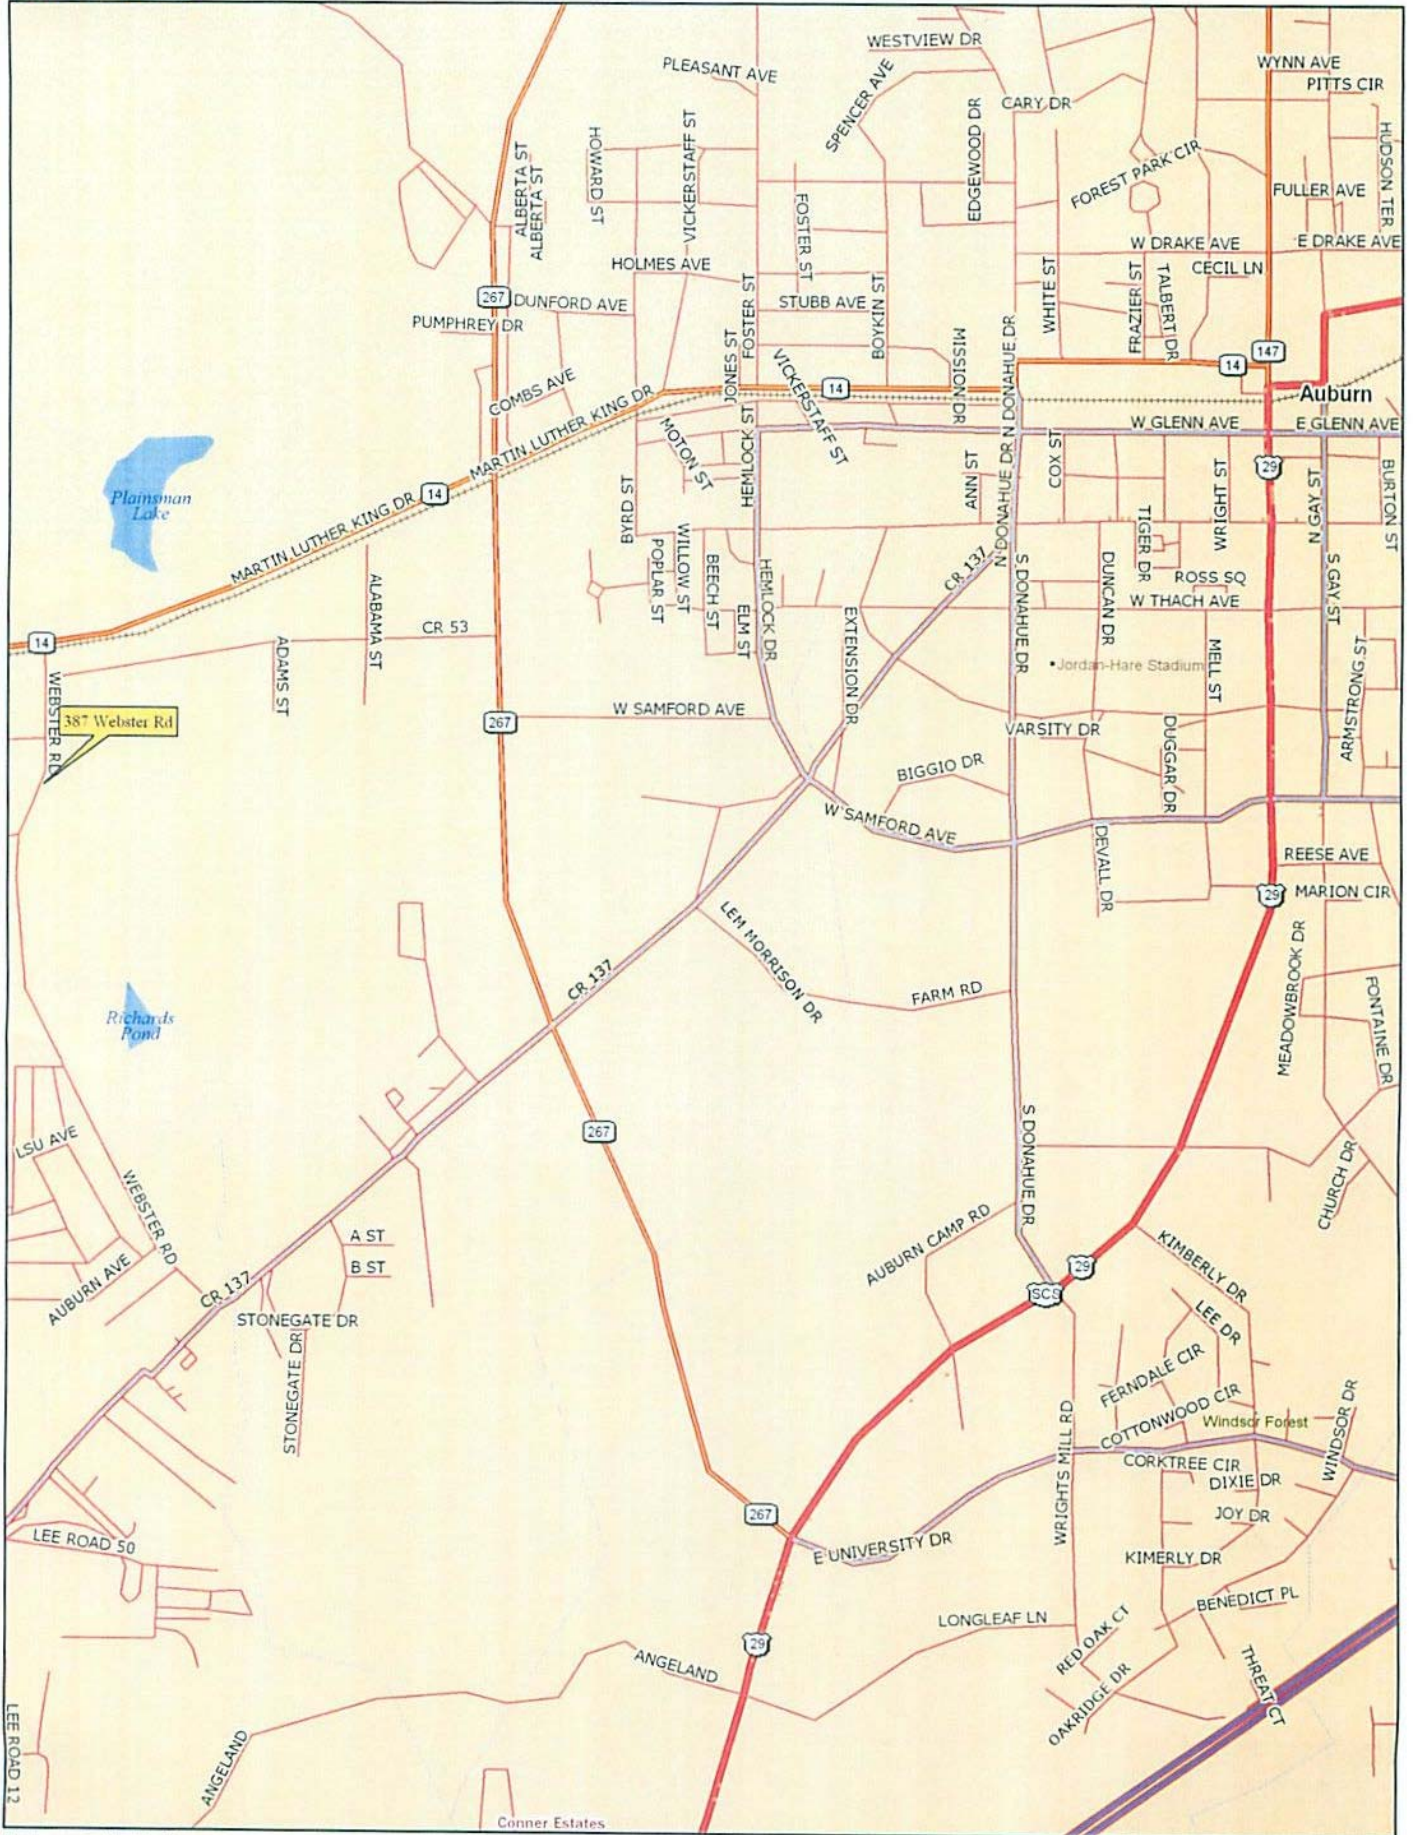 WESTVIEW DR
PLEASANT AVE
WYNN AVE
PITTS CIR
SPENCER AVE
CARY DR
EDGEWOOD DR
HUDSON TER
ALBERTA ST
ALBERTA ST
HOWARD ST
VICKERSTAFF ST
FOREST PARK CIR
FULLER AVE
FOSTER ST
W DRAKE AVE
E DRAKE AVE
HOLMES AVE
CECIL LN
WHITE ST
FRAZIER ST
TALBERT DR
267
DUNFORD AVE
STUBB AVE
BOYKIN ST
FOSTER ST
PUMPHREY DR
JONES ST
MISSION DR
N DONAHUE DR
147
14
VICKERSTAFF ST
14
COMBS AVE
MARTIN LUTHER KING DR
Auburn
W GLENN AVE
E GLENN AVE
MOTON ST
HEMLOCK ST
COX ST
ANN ST
N DONAHUE DR
29
WRIGHT ST
N GAY ST
BURTON ST
Plainsman
Lake
14
MARTIN LUTHER KING DR
BYRD ST
TIGER DR
WILLOW ST
POPLAR ST
BEECH ST
HEMLOCK DR
CR 137
S DONAHUE DR
DUNCAN DR
ROSS SQ
W THACH AVE
S GAY ST
ALABAMA ST
CR 53
ELM ST
EXTENSION DR
14
ADAMS ST
MELL ST
ARMSTRONG ST
Jordan-Hare Stadium
WEBSTER RD
387 Webster Rd
267
W SAMFORD AVE
VARSITY DR
DUGGAR DR
BIGGIO DR
W SAMFORD AVE
DEVALL DR
REESE AVE
29
MARION CIR
LEM MORRISON DR
MEADOWBROOK DR
CR 137
FARM RD
FONTAINE DR
Richards
Pond
267
S DONAHUE DR
LSU AVE
CHURCH DR
WEBSTER RD
AUBURN CAMP RD
A ST
B ST
KIMBERLY DR
29
SCS
AUBURN AVE
CR 137
STONEGATE DR
STONEGATE DR
LEE DR
FERNDALE CIR
COTTONWOOD CIR
Windsor Forest
WINDSOR DR
WRIGHTS MILL RD
CORKTREE CIR
DIXIE DR
267
JOY DR
LEE ROAD 50
E UNIVERSITY DR
KIMERLY DR
BENEDICT PL
LONGLEAF LN
29
RED OAK CT
ANGELAND
THREAT CT
OAKRIDGE DR
LEE ROAD 12
ANGELAND
Conner Estates